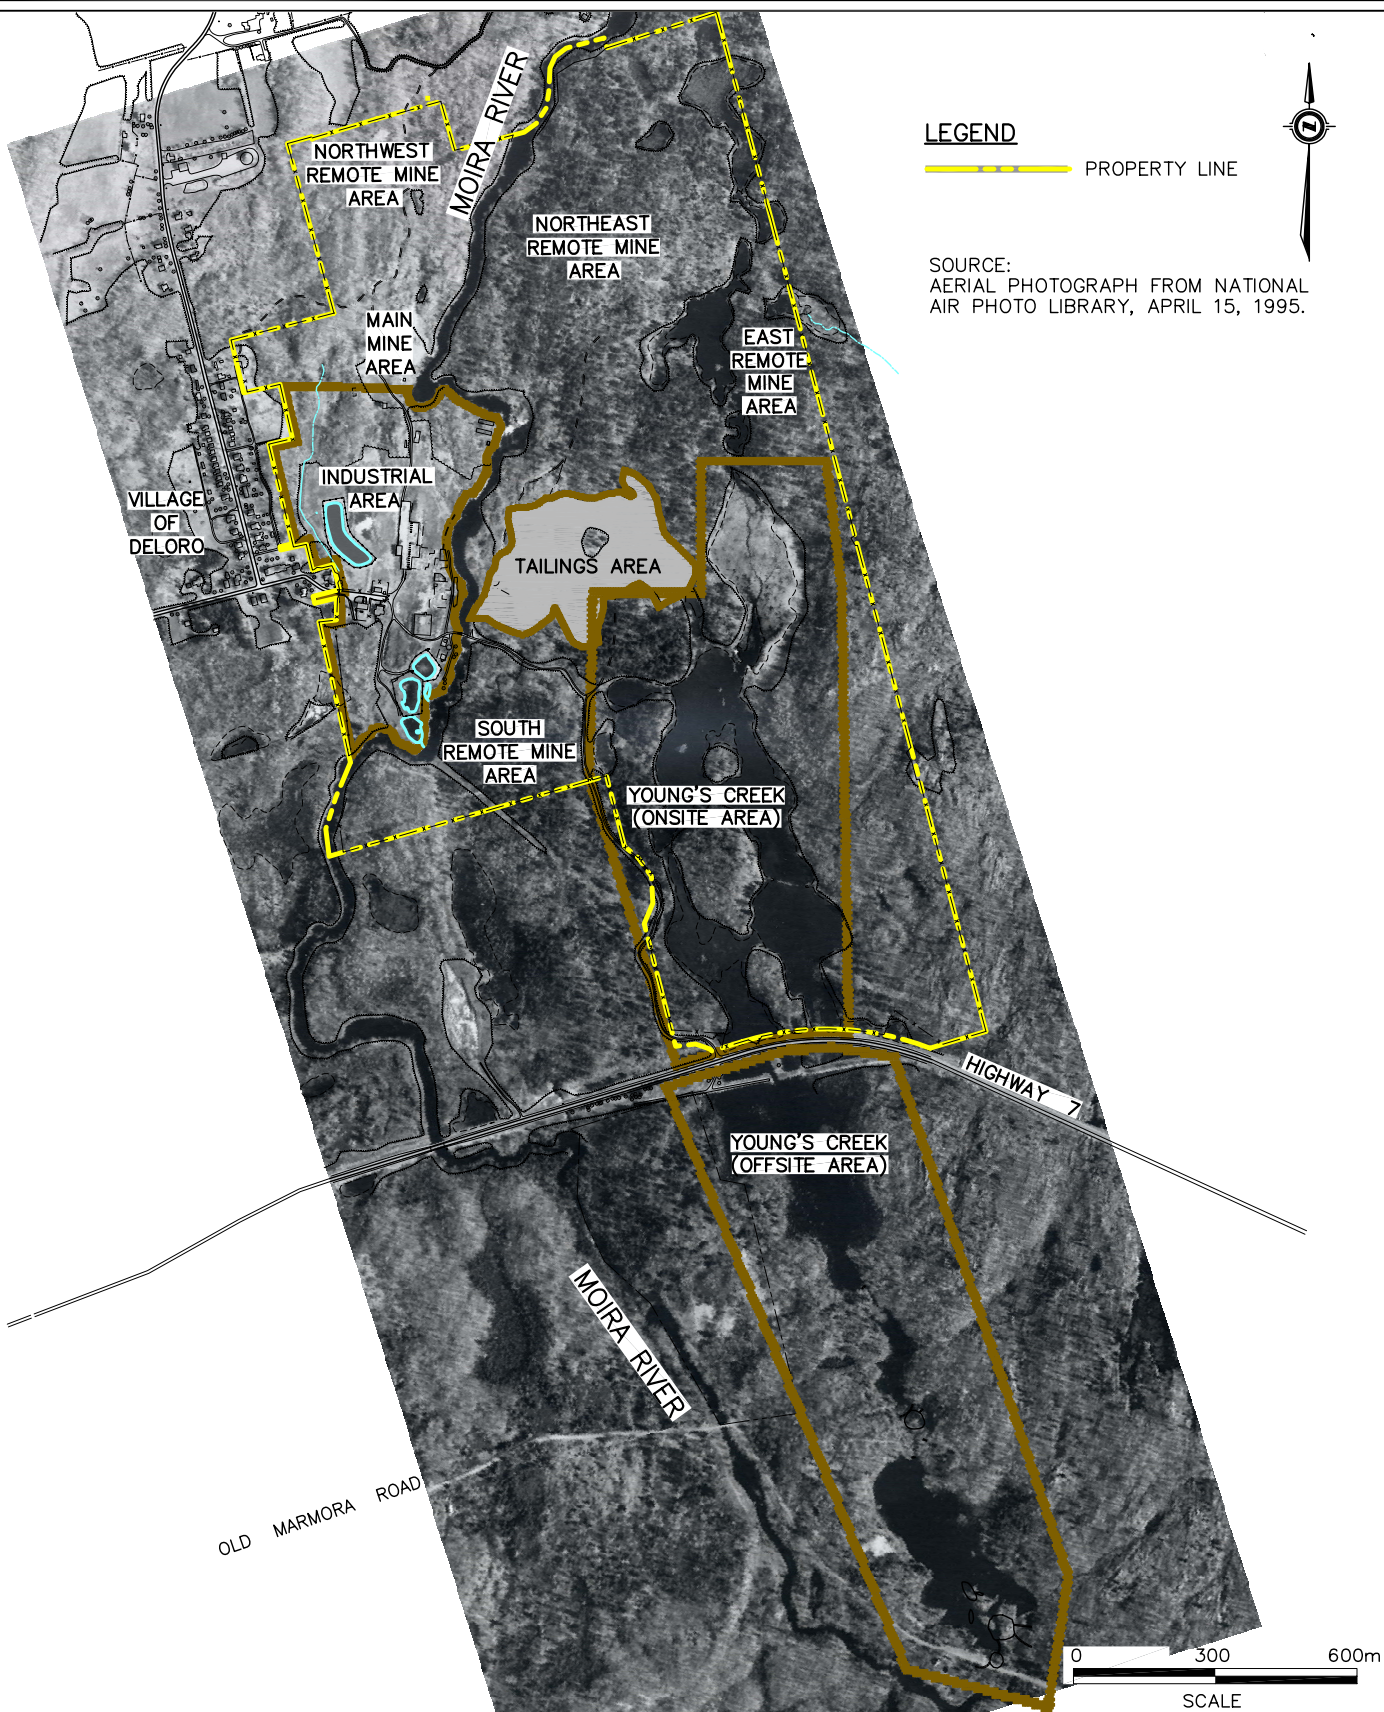 LEGEND
PROPERTY LINE
SOURCE:
AERIAL PHOTOGRAPH FROM NATIONAL
AIR PHOTO LIBRARY, APRIL 15, 1995.
MOIRA RIVER
NORTHWEST
REMOTE MINE
AREA
NORTHEAST
REMOTE MINE
AREA
MAIN
MINE
AREA
EAST
REMOTE
MINE
AREA
INDUSTRIAL
AREA
VILLAGE
OF
DELORO
TAILINGS AREA
SOUTH
REMOTE MINE
AREA
YOUNG'S CREEK
(ONSITE AREA)
HIGHWAY 7
YOUNG'S CREEK
(OFFSITE AREA)
MOIRA RIVER
OLD MARMORA ROAD
0 300 600m
SCALE